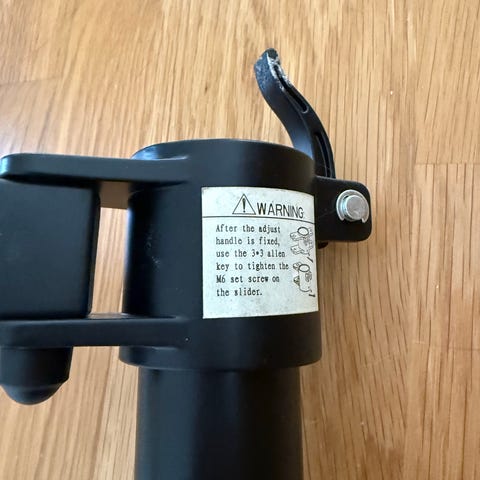 WARNING:
After the adjust
handle is fixed,
use the 3*3 allen
key to tighten the
M6 set screw on
the slider.